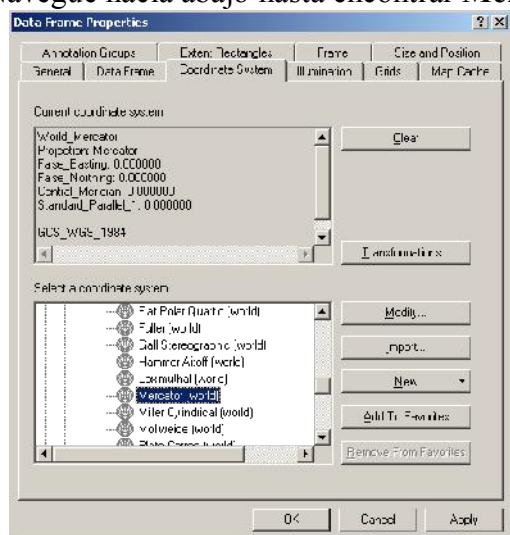 Navegue hacia abajo hasta encontrar Mer
Data Frame Properties
Annotation Groups Extent Rectangles Frame Size and Position
General Data Frame Coordinate System Illumination Grids Map Cache
Current coordinate system
World_Mercator
Projection: Mercator
False_Easting: 0.000000
False_Northing: 0.000000
Central_Meridian: 0.000000
Standard_Parallel_1: 0.000000
GCS_WGS_1984
Clear
Transformations
Select a coordinate system
Flat Polar Quartic (world)
Fuller (world)
Gall Stereographic (world)
Hammer Aitoff (world)
Loximuthal (world)
Mercator (world)
Miller Cylindrical (world)
Mollweide (world)
Plate Carree (world)
Modify...
Import...
New
Add To Favorites
Remove From Favorites
OK Cancel Apply